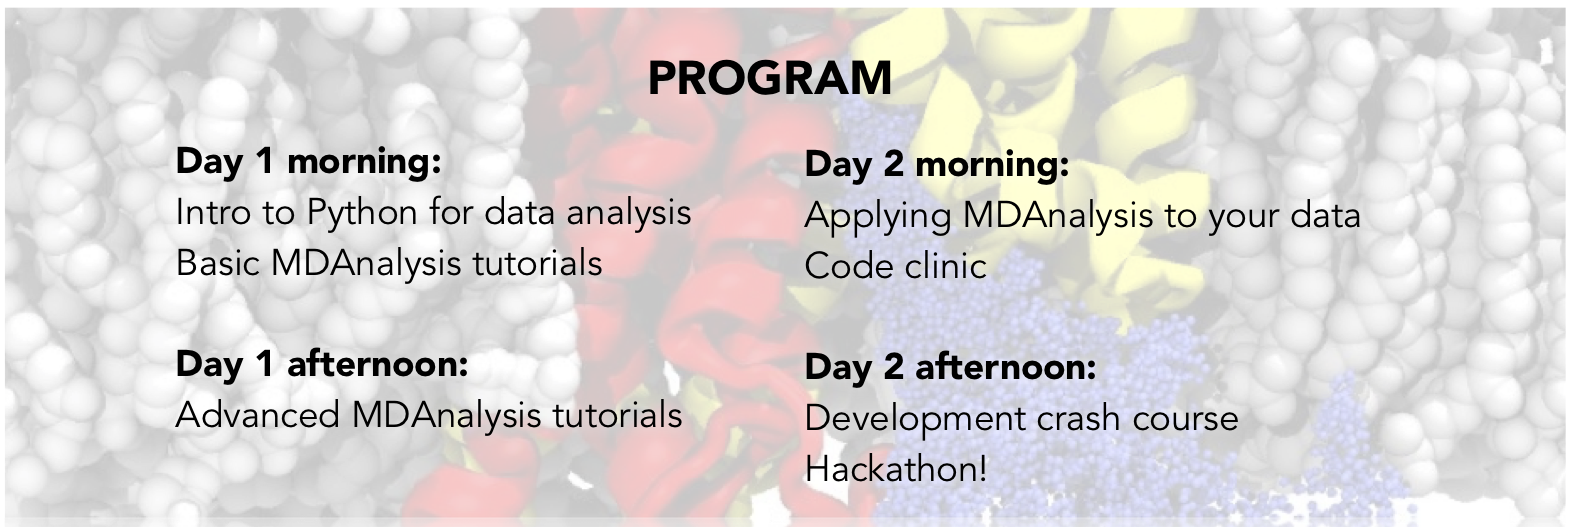 PROGRAM
Day 1 morning:
Intro to Python for data analysis
Basic MDAnalysis tutorials
Day 1 afternoon:
Advanced MDAnalysis tutorials
Day 2 morning:
Applying MDAnalysis to your data
Code clinic
Day 2 afternoon:
Development crash course
Hackathon!